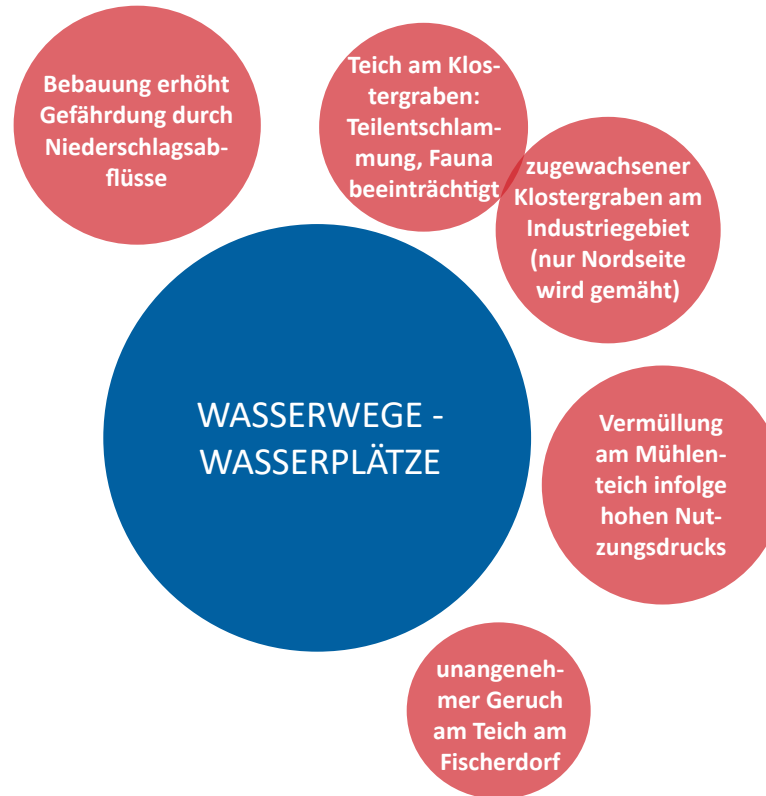 Bebauung erhöht
Gefährdung durch
Niederschlagsab-
flüsse
Teich am Klos-
tergraben:
Teilentschlam-
mung, Fauna
beeinträchtigt
zugewachsener
Klostergraben am
Industriegebiet
(nur Nordseite
wird gemäht)
WASSERWEGE -
WASSERPLÄTZE
Vermüllung
am Mühlen-
teich infolge
hohen Nut-
zungsdrucks
unangeneh-
mer Geruch
am Teich am
Fischerdorf